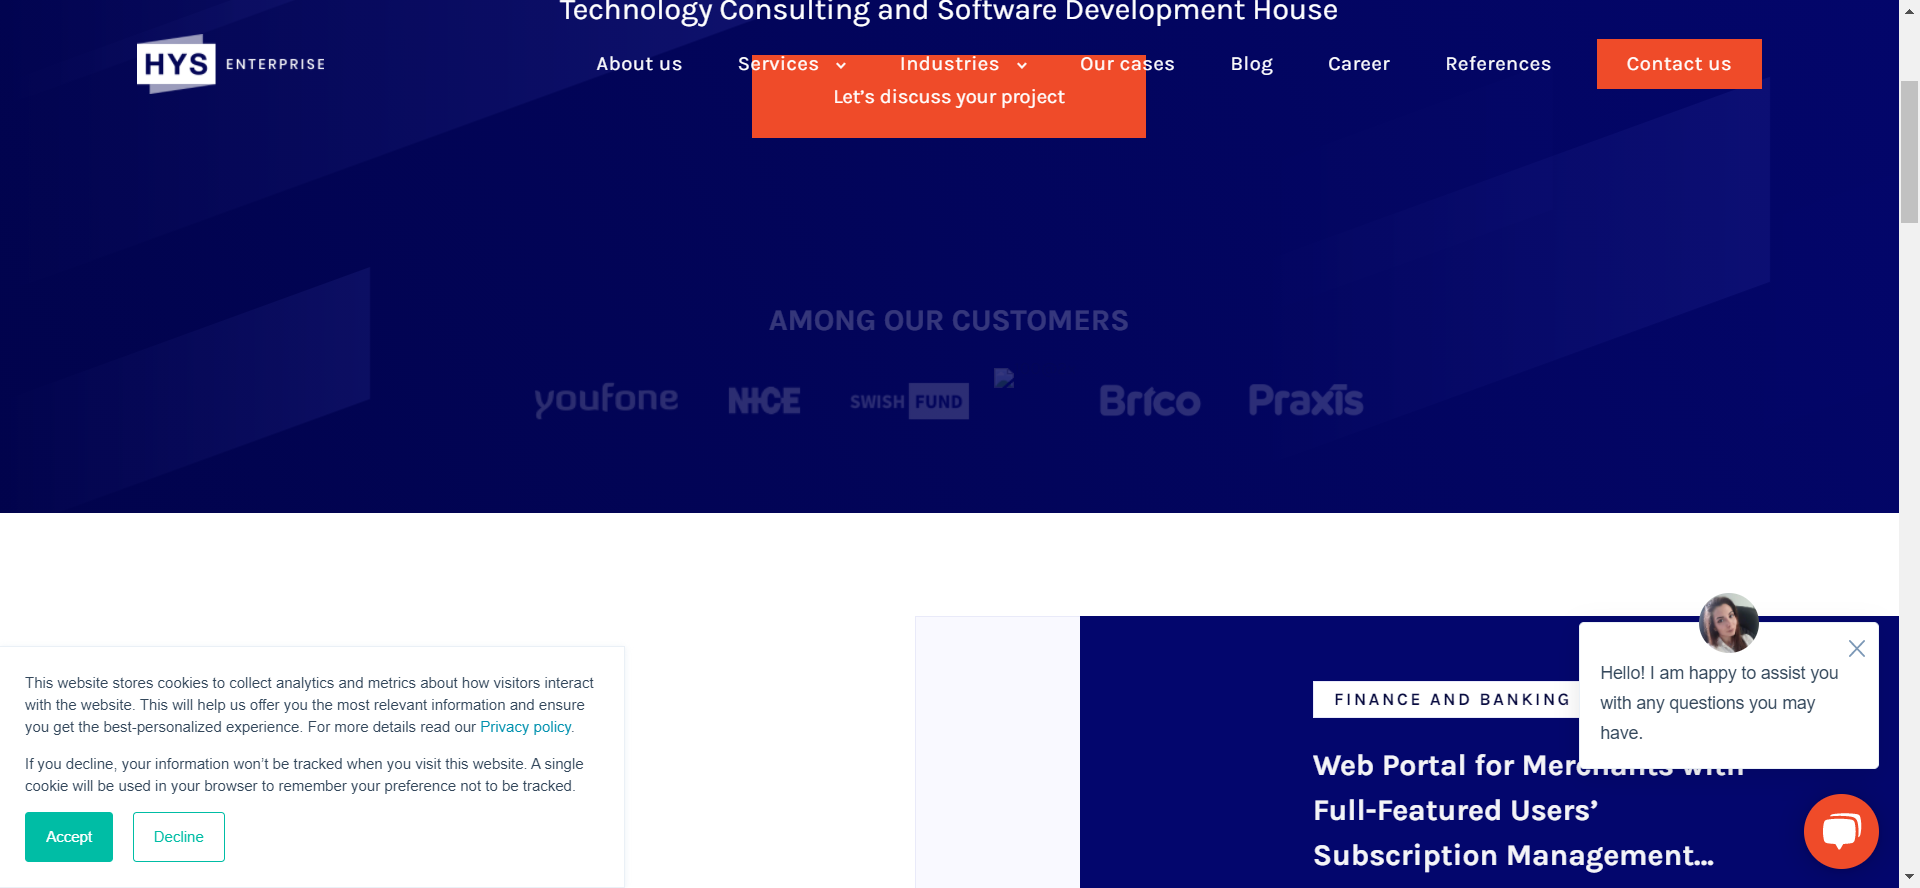 Technology Consulting and Software Development House
HYS ENTERPRISE
About us
Services
Industries
Our cases
Blog
Career
References
Contact us
Let’s discuss your project
AMONG OUR CUSTOMERS
youfone
NICE
SWISH FUND
Brico
Praxis
This website stores cookies to collect analytics and metrics about how visitors interact
with the website. This will help us offer you the most relevant information and ensure
you get the best-personalized experience. For more details read our Privacy policy.
If you decline, your information won’t be tracked when you visit this website. A single
cookie will be used in your browser to remember your preference not to be tracked.
Accept
Decline
FINANCE AND BANKING
Web Portal for Merchants with
Full-Featured Users’
Subscription Management...
Hello! I am happy to assist you
with any questions you may
have.